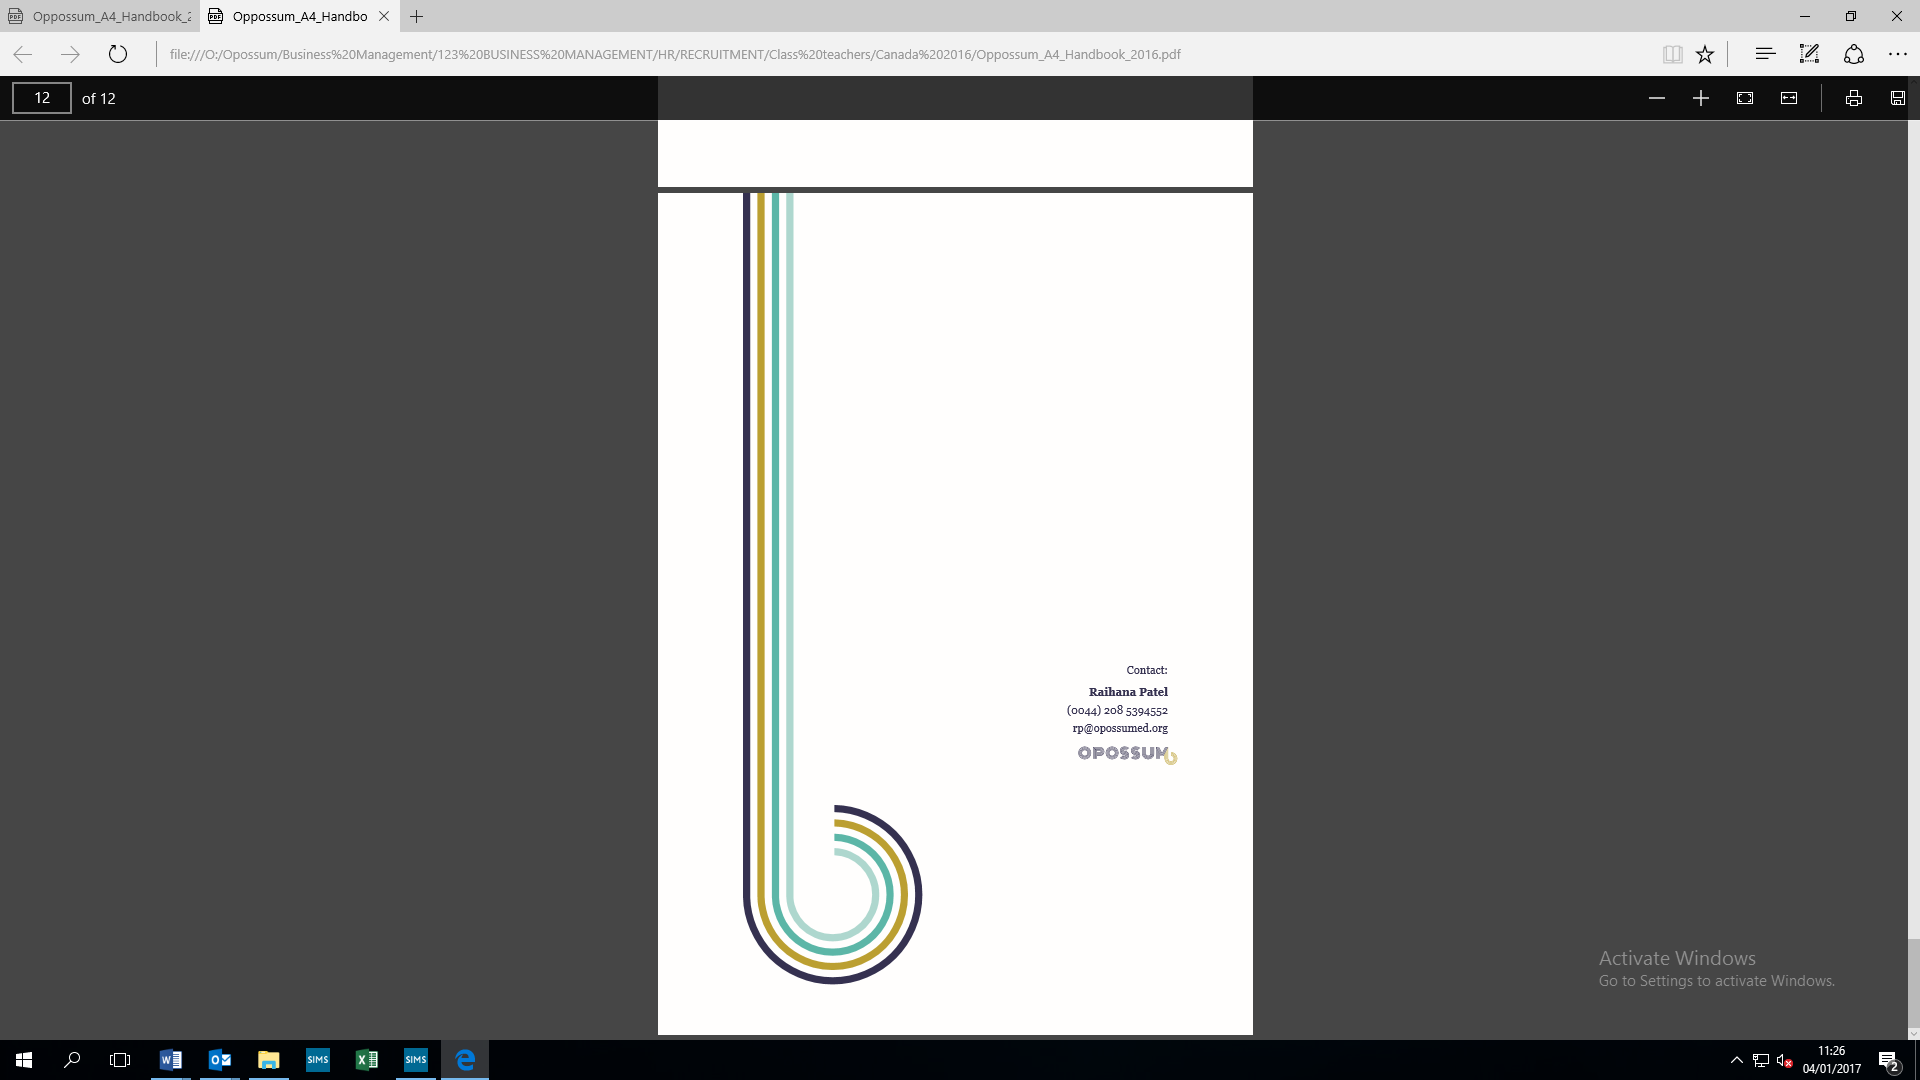 Oppossum_A4_Handbook_2
Oppossum_A4_Handbo
file:///O:/Opossum/Business%20Management/123%20BUSINESS%20MANAGEMENT/HR/RECRUITMENT/Class%20teachers/Canada%202016/Oppossum_A4_Handbook_2016.pdf
12 of 12
Contact:
Raihana Patel
(0044) 208 5394552
rp@opossumed.org
OPOSSUM
Activate Windows
Go to Settings to activate Windows.
SIMS
SIMS
11:26
04/01/2017
2